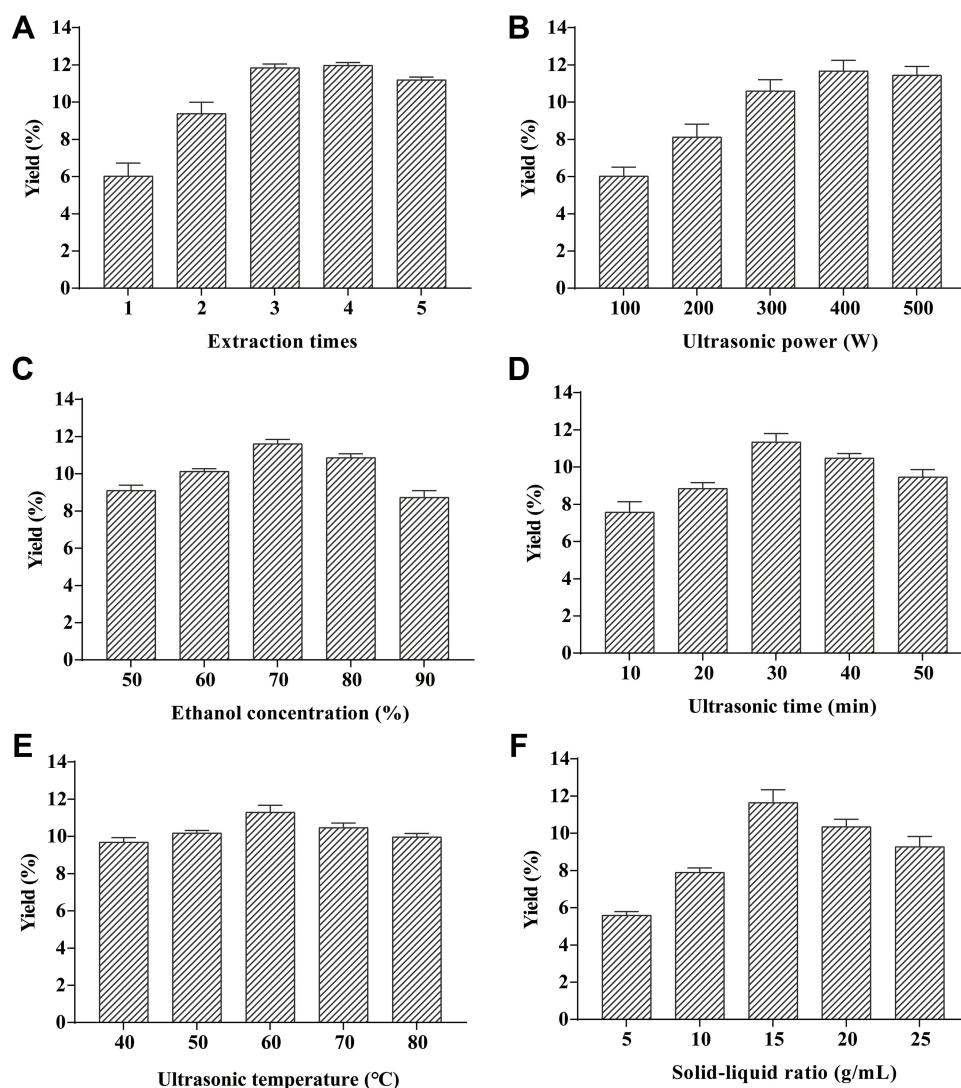 A
Yield (%)
14
12
10
8
6
4
2
0
1 2 3 4 5
Extraction times
B
Yield (%)
14
12
10
8
6
4
2
0
100 200 300 400 500
Ultrasonic power (W)
C
Yield (%)
14
12
10
8
6
4
2
0
50 60 70 80 90
Ethanol concentration (%)
D
Yield (%)
14
12
10
8
6
4
2
0
10 20 30 40 50
Ultrasonic time (min)
E
Yield (%)
14
12
10
8
6
4
2
0
40 50 60 70 80
Ultrasonic temperature (℃)
F
Yield (%)
14
12
10
8
6
4
2
0
5 10 15 20 25
Solid-liquid ratio (g/mL)